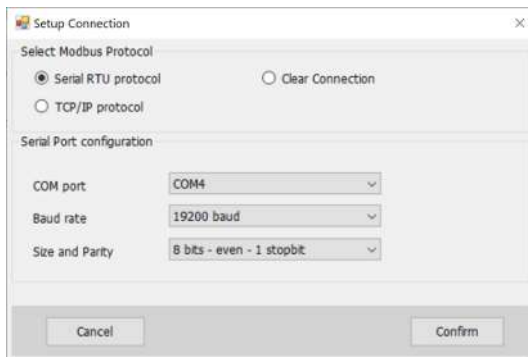 Setup Connection
Select Modbus Protocol
Serial RTU protocol
Clear Connection
TCP/IP protocol
Serial Port configuration
COM port
COM4
Baud rate
19200 baud
Size and Parity
8 bits - even - 1 stopbit
Cancel
Confirm